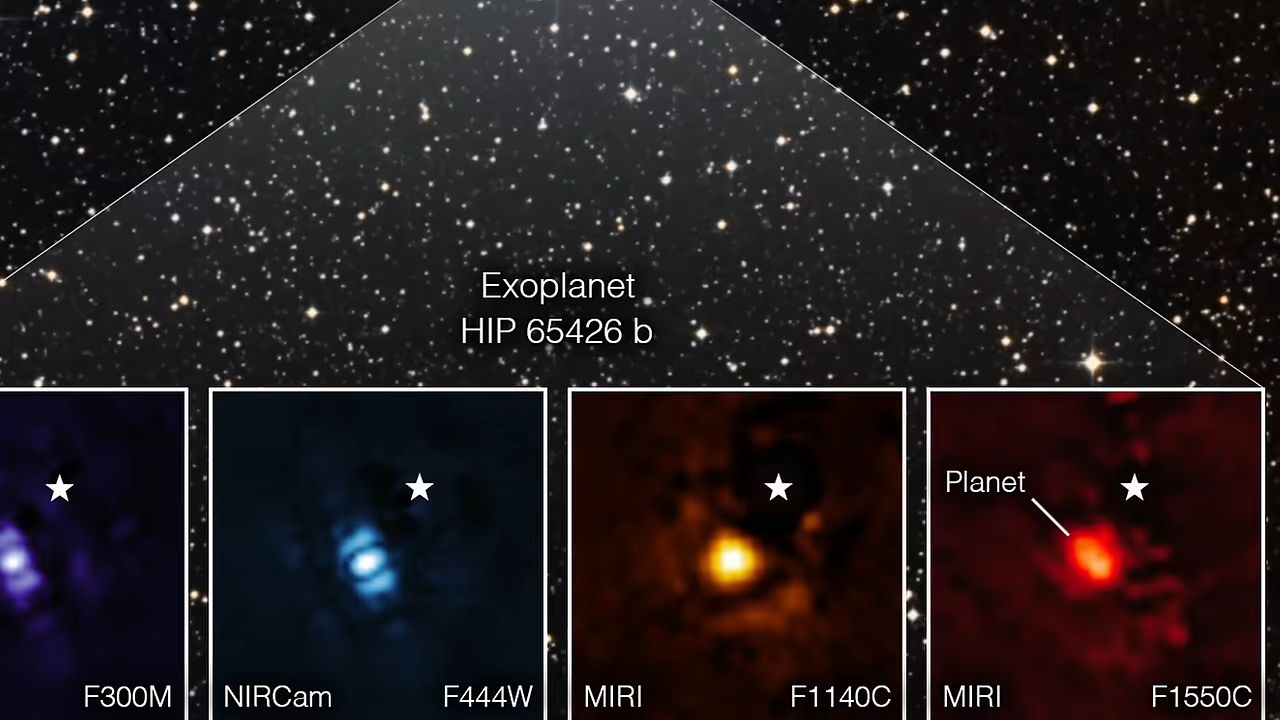 Exoplanet
HIP 65426 b
Planet
F300M
NIRCam F444W
MIRI F1140C
MIRI F1550C